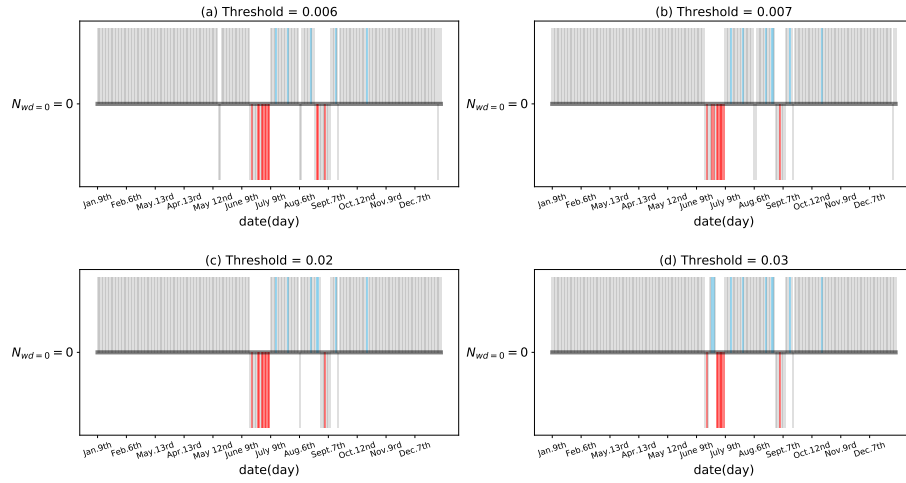 (a) Threshold = 0.006
N_{wd=0} = 0
Jan.9th Feb.6th May.13rd Apr.13rd May 12nd June 9th July 9th Aug.6th Sept.7th Oct.12nd Nov.9rd Dec.7th
date(day)
(b) Threshold = 0.007
N_{wd=0} = 0
Jan.9th Feb.6th May.13rd Apr.13rd May 12nd June 9th July 9th Aug.6th Sept.7th Oct.12nd Nov.9rd Dec.7th
date(day)
(c) Threshold = 0.02
N_{wd=0} = 0
Jan.9th Feb.6th May.13rd Apr.13rd May 12nd June 9th July 9th Aug.6th Sept.7th Oct.12nd Nov.9rd Dec.7th
date(day)
(d) Threshold = 0.03
N_{wd=0} = 0
Jan.9th Feb.6th May.13rd Apr.13rd May 12nd June 9th July 9th Aug.6th Sept.7th Oct.12nd Nov.9rd Dec.7th
date(day)